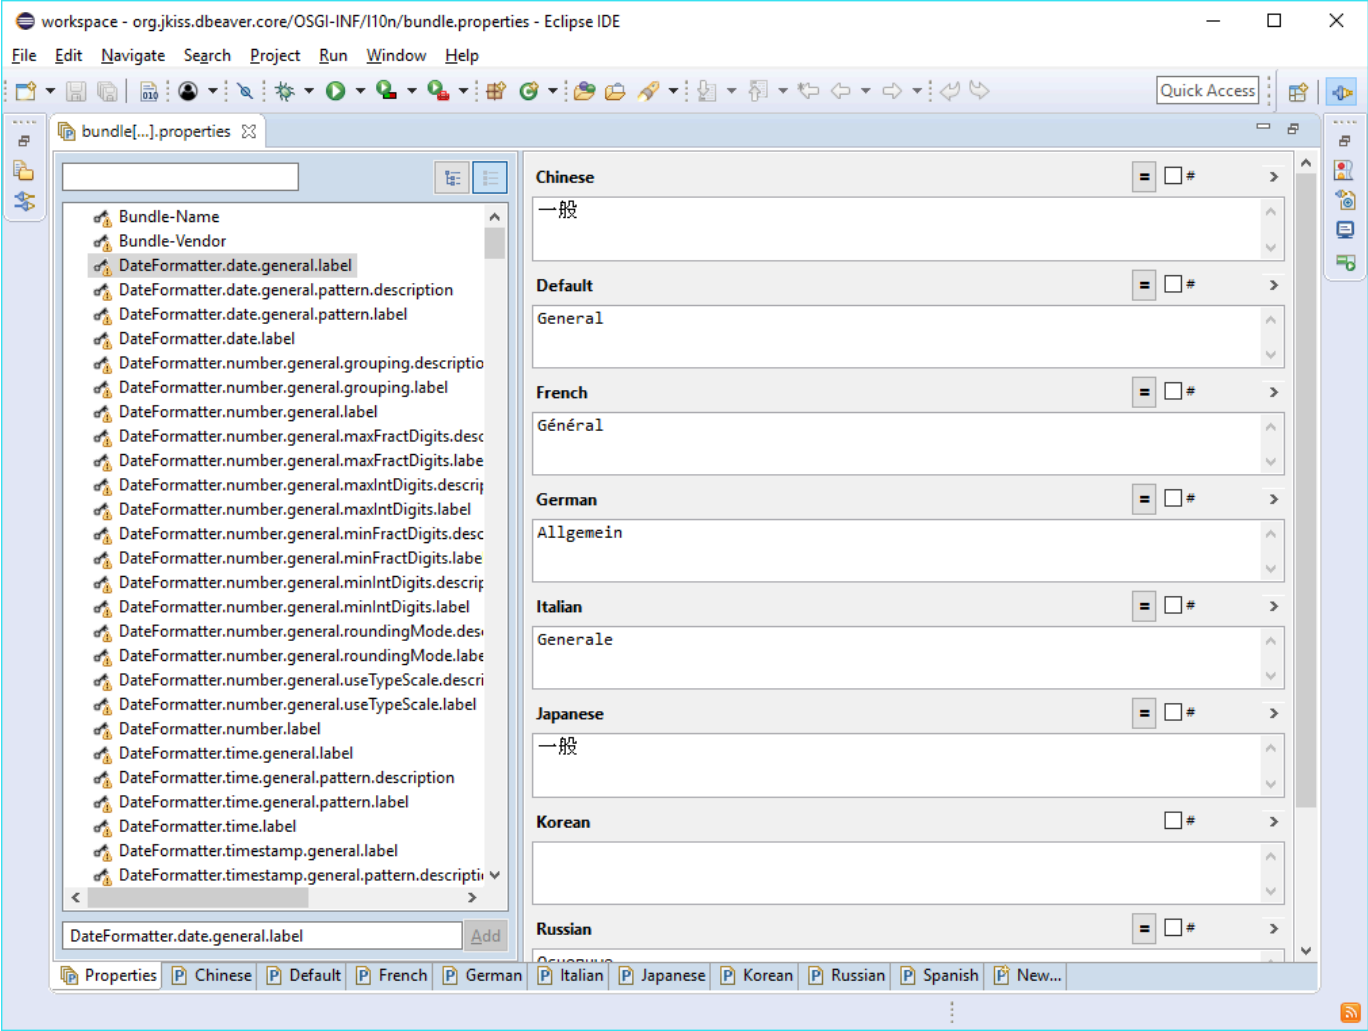 workspace - org.jkiss.dbeaver.core/OSGI-INF/l10n/bundle.properties - Eclipse IDE
File Edit Navigate Search Project Run Window Help
Quick Access
bundle[...].properties
Bundle-Name
Bundle-Vendor
DateFormatter.date.general.label
DateFormatter.date.general.pattern.description
DateFormatter.date.general.pattern.label
DateFormatter.date.label
DateFormatter.number.general.grouping.descriptio
DateFormatter.number.general.grouping.label
DateFormatter.number.general.label
DateFormatter.number.general.maxFractDigits.desc
DateFormatter.number.general.maxFractDigits.labe
DateFormatter.number.general.maxIntDigits.descrip
DateFormatter.number.general.maxIntDigits.label
DateFormatter.number.general.minFractDigits.desc
DateFormatter.number.general.minFractDigits.labe
DateFormatter.number.general.minIntDigits.descrip
DateFormatter.number.general.minIntDigits.label
DateFormatter.number.general.roundingMode.des
DateFormatter.number.general.roundingMode.labe
DateFormatter.number.general.useTypeScale.descri
DateFormatter.number.general.useTypeScale.label
DateFormatter.number.label
DateFormatter.time.general.label
DateFormatter.time.general.pattern.description
DateFormatter.time.general.pattern.label
DateFormatter.time.label
DateFormatter.timestamp.general.label
DateFormatter.timestamp.general.pattern.descripti
DateFormatter.date.general.label Add
Chinese = #
一般
Default = #
General
French = #
Général
German = #
Allgemein
Italian = #
Generale
Japanese = #
一般
Korean #
Russian = #
Properties Chinese Default French German Italian Japanese Korean Russian Spanish New...